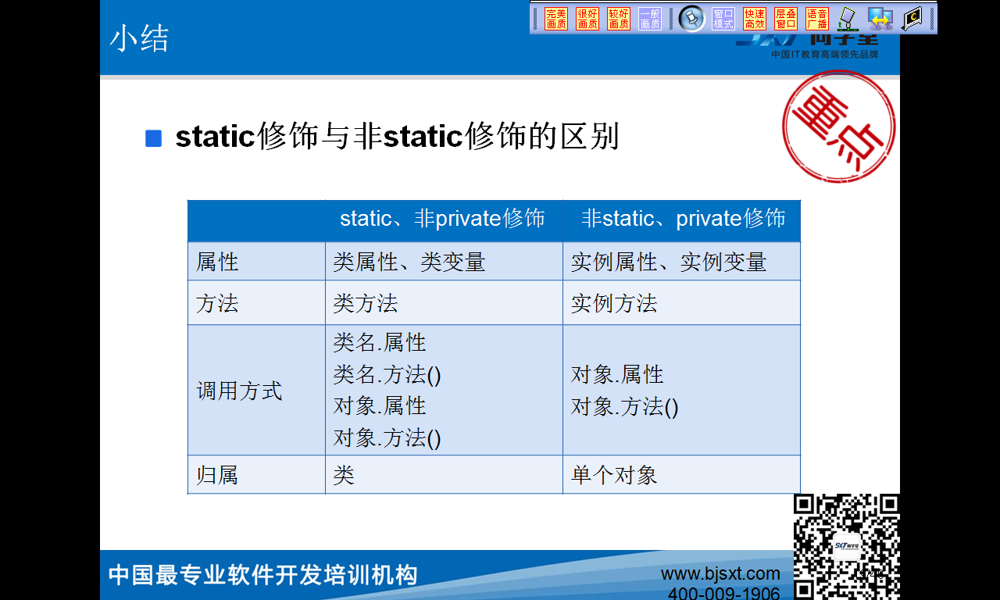 完美画质 很好画质 较好画质 一般画质 窗口模式 快速高效 层叠窗口 语音广播
小结
中国IT教育高端领先品牌
重点
static修饰与非static修饰的区别
static、非private修饰 非static、private修饰
属性 类属性、类变量 实例属性、实例变量
方法 类方法 实例方法
调用方式
类名.属性
类名.方法()
对象.属性
对象.方法()
对象.属性
对象.方法()
归属 类 单个对象
中国最专业软件开发培训机构
www.bjsxt.com
400-009-1906
SXT 尚学堂